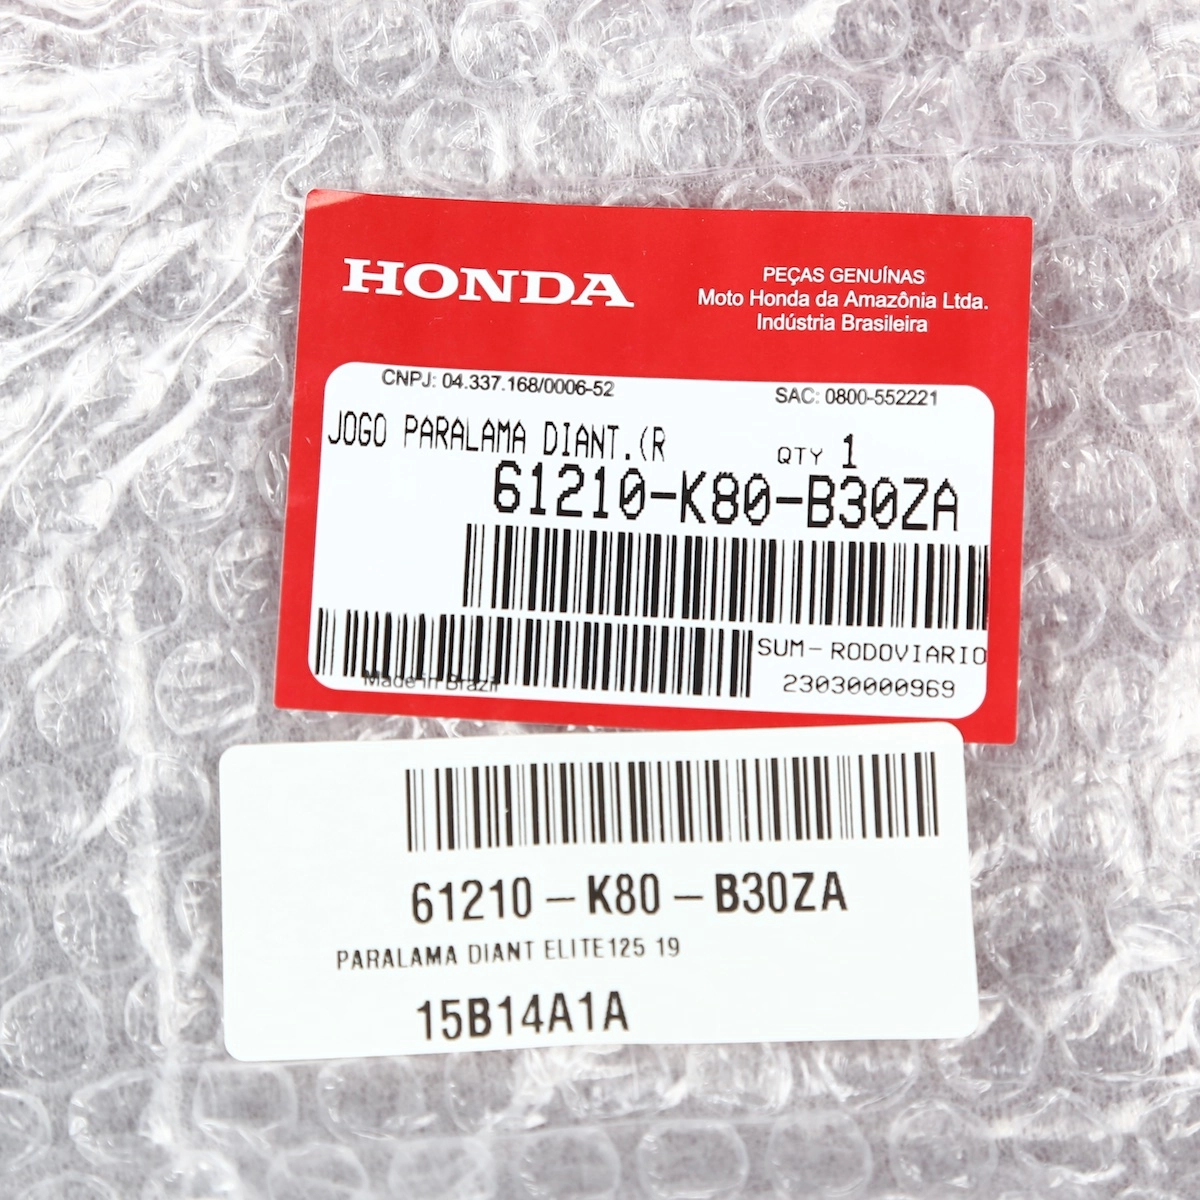 HONDA
PEÇAS GENUÍNAS
Moto Honda da Amazônia Ltda.
Indústria Brasileira
CNPJ: 04.337.168/0006-52
SAC: 0800-552221
JOGO PARALAMA DIANT.(R
QTY 1
61210-K80-B30ZA
SUM-RODOVIARIO
Made in Brazil
23030000969
61210-K80-B30ZA
PARALAMA DIANT ELITE125 19
15B14A1A